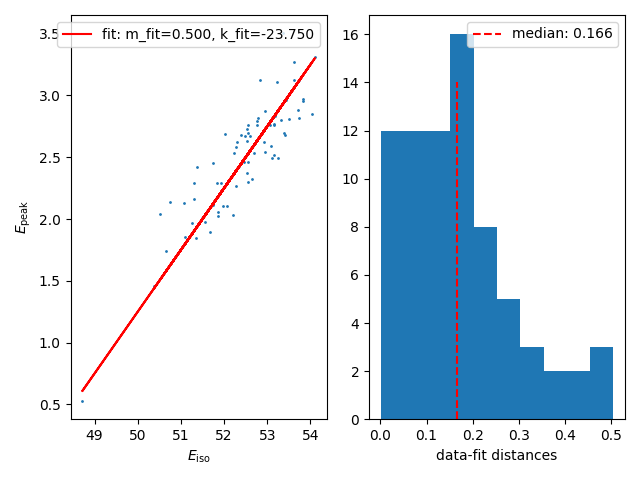 fit: m_fit=0.500, k_fit=-23.750
3.5
3.0
2.5
2.0
1.5
1.0
0.5
E_peak
49 50 51 52 53 54
E_iso
median: 0.166
16
14
12
10
8
6
4
2
0
0.0 0.1 0.2 0.3 0.4 0.5
data-fit distances